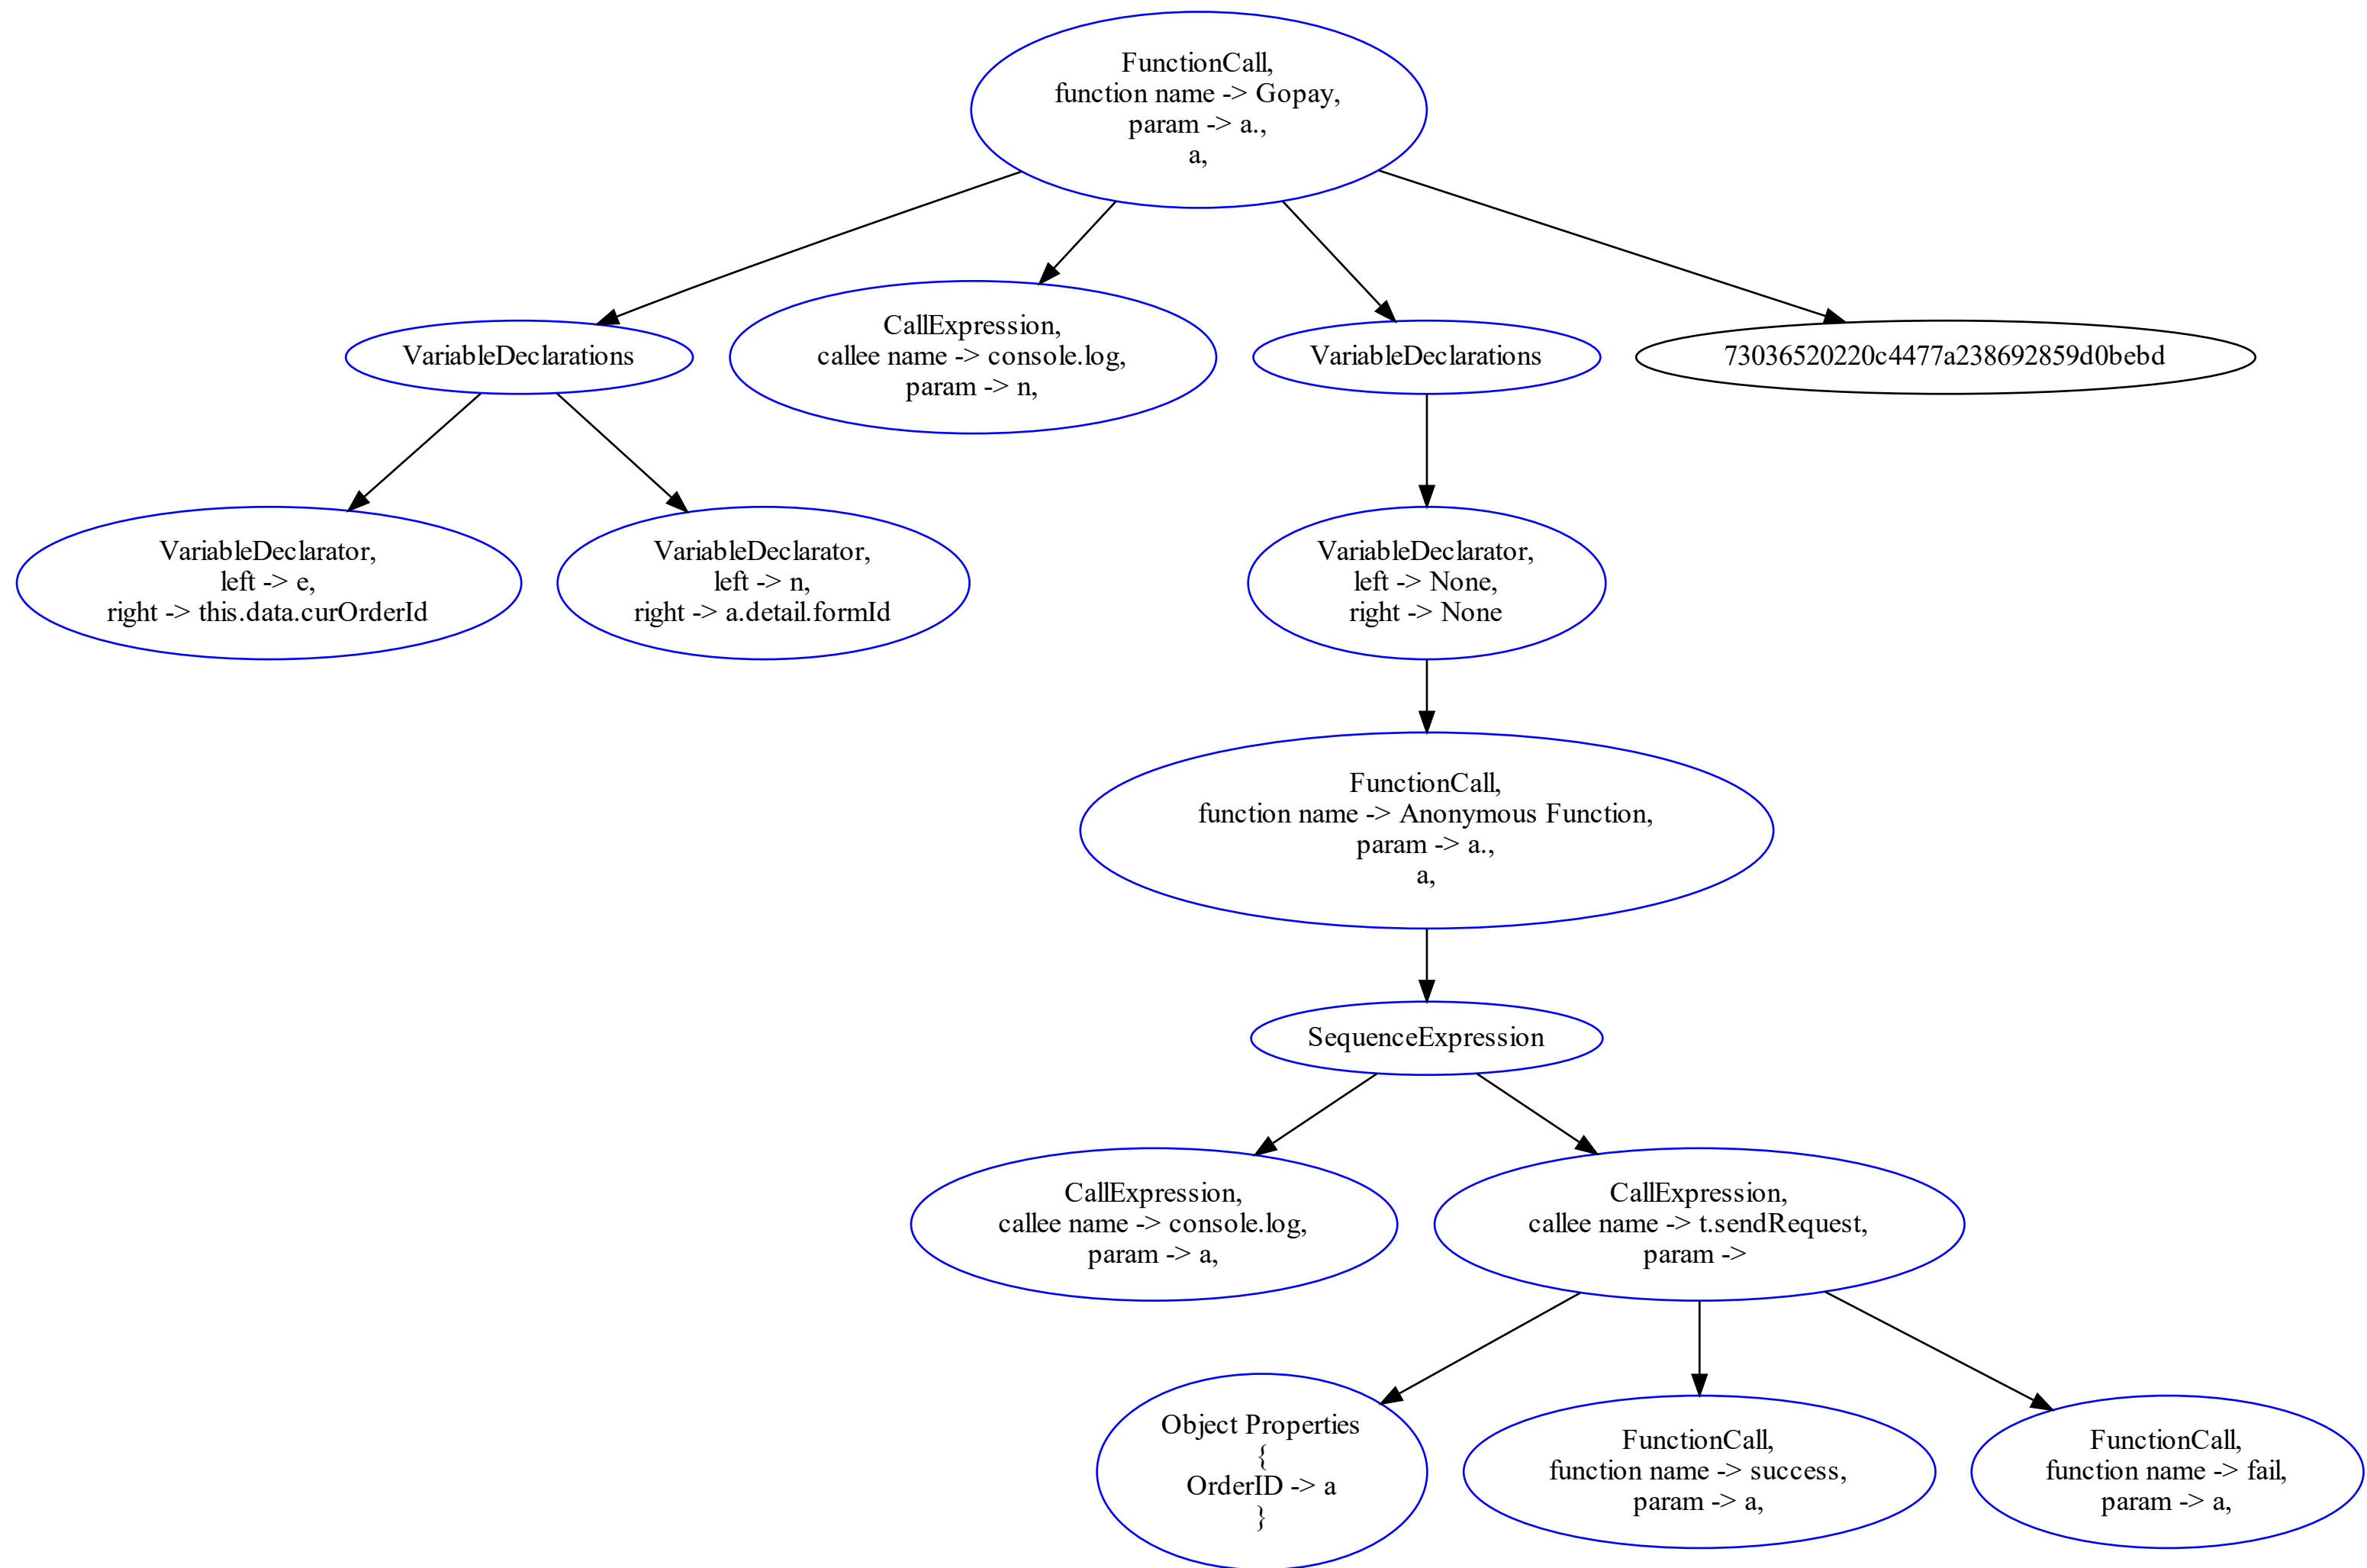 FunctionCall,
function name -> Gopay,
param -> a.,
a,
VariableDeclarations
CallExpression,
callee name -> console.log,
param -> n,
VariableDeclarations
73036520220c4477a238692859d0bebd
VariableDeclarator,
left -> e,
right -> this.data.curOrderId
VariableDeclarator,
left -> n,
right -> a.detail.formId
VariableDeclarator,
left -> None,
right -> None
FunctionCall,
function name -> Anonymous Function,
param -> a.,
a,
SequenceExpression
CallExpression,
callee name -> console.log,
param -> a,
CallExpression,
callee name -> t.sendRequest,
param ->
Object Properties
{
OrderID -> a
}
FunctionCall,
function name -> success,
param -> a,
FunctionCall,
function name -> fail,
param -> a,